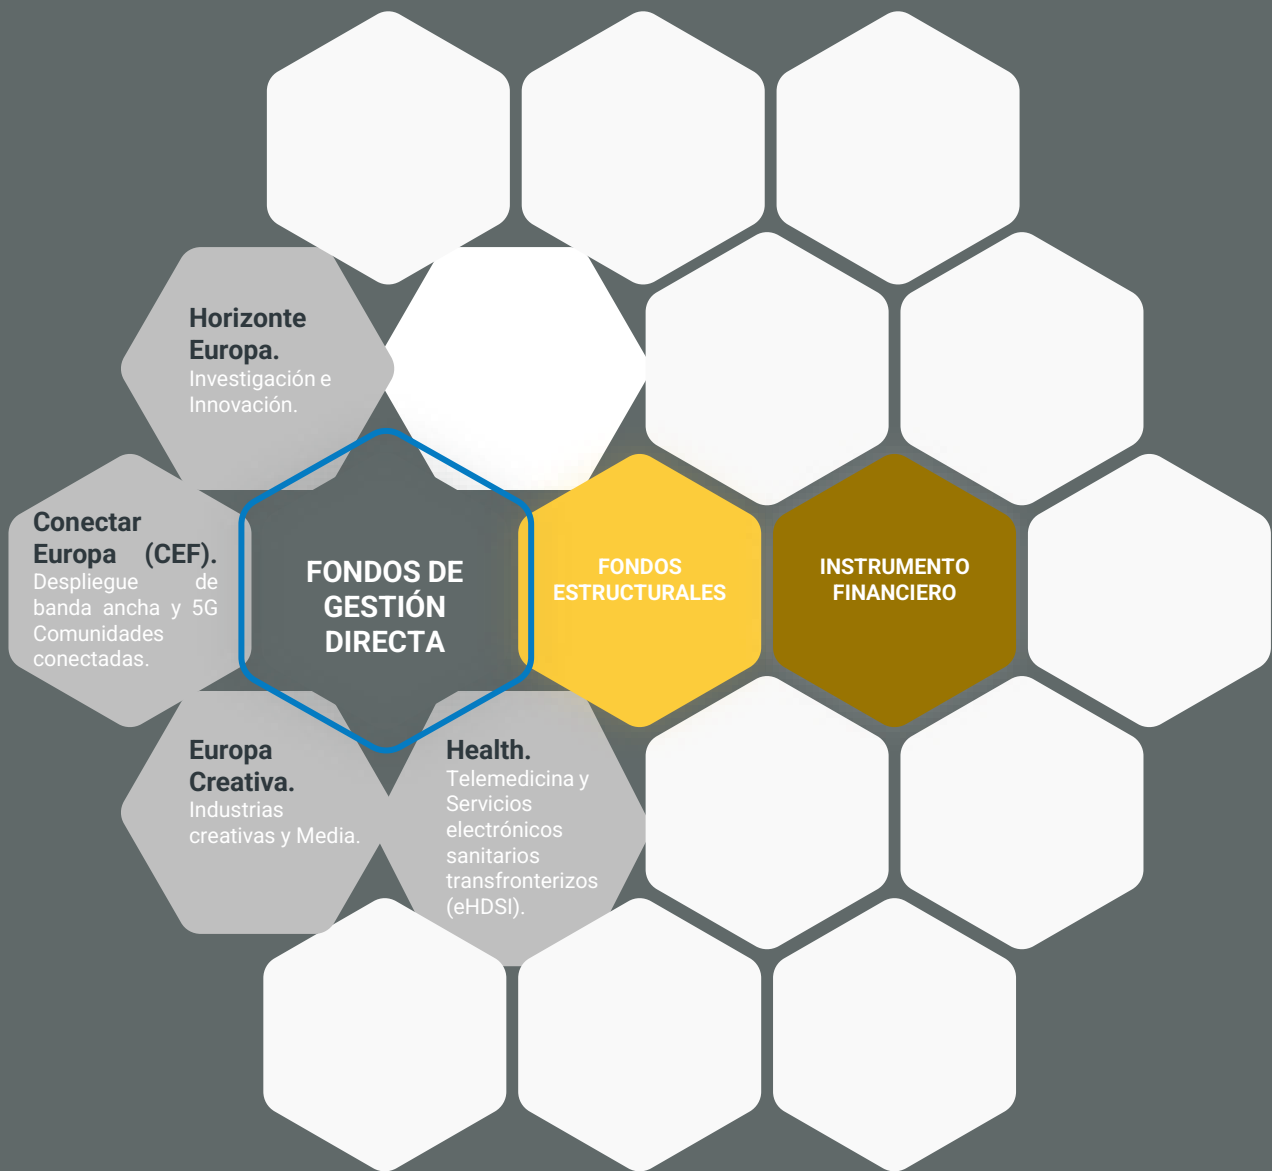 Horizonte
Europa.
Investigación e
Innovación.
Conectar
Europa (CEF).
Despliegue de
banda ancha y 5G
Comunidades
conectadas.
FONDOS DE
GESTIÓN
DIRECTA
FONDOS
ESTRUCTURALES
INSTRUMENTO
FINANCIERO
Europa
Creativa.
Industrias
creativas y Media.
Health.
Telemedicina y
Servicios
electrónicos
sanitarios
transfronterizos
(eHDSI).